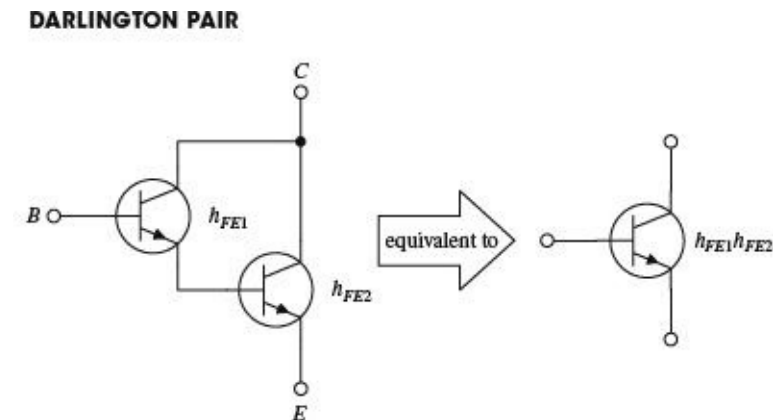 DARLINGTON PAIR
C
B
hFE1
equivalent to
hFE1hFE2
hFE2
E